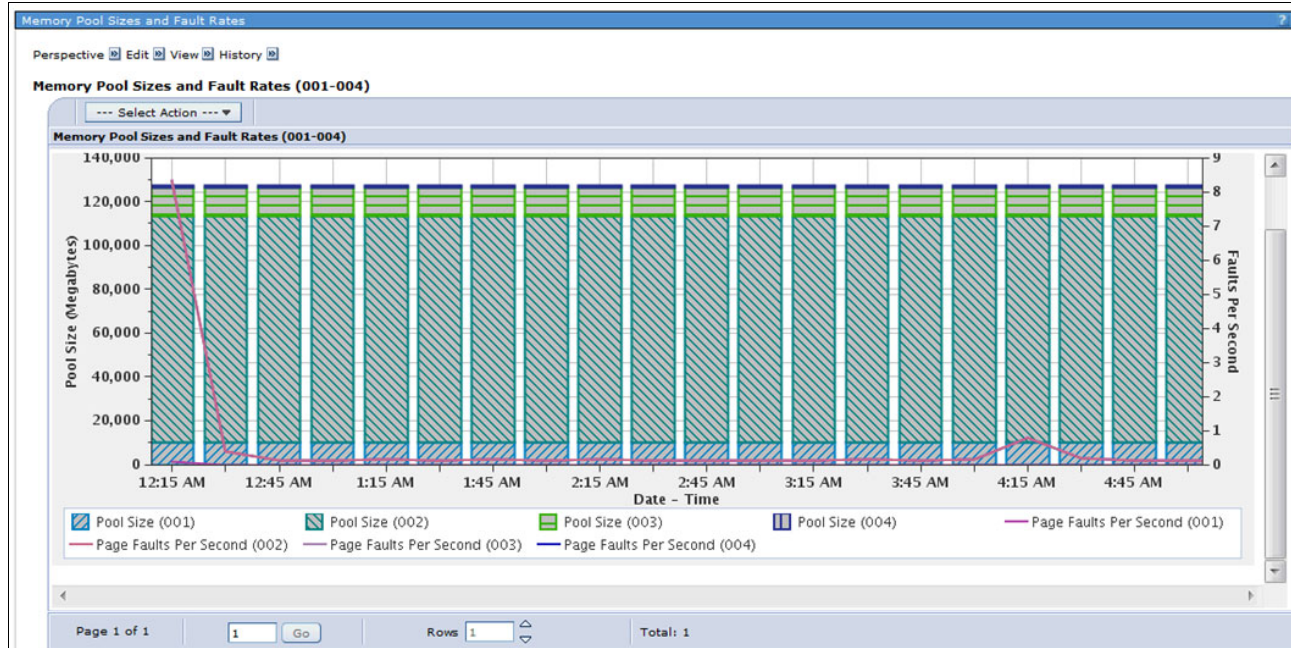 Memory Pool Sizes and Fault Rates ?
Perspective Edit View History
Memory Pool Sizes and Fault Rates (001-004)
--- Select Action ---
Memory Pool Sizes and Fault Rates (001-004)
Pool Size (Megabytes)
140,000
120,000
100,000
80,000
60,000
40,000
20,000
0
9
8
7
6
5
4
3
2
1
0
Faults Per Second
12:15 AM 12:45 AM 1:15 AM 1:45 AM 2:15 AM 2:45 AM 3:15 AM 3:45 AM 4:15 AM 4:45 AM
Date - Time
Pool Size (001) Pool Size (002) Pool Size (003) Pool Size (004) Page Faults Per Second (001)
Page Faults Per Second (002) Page Faults Per Second (003) Page Faults Per Second (004)
Page 1 of 1 1 Go Rows 1 Total: 1